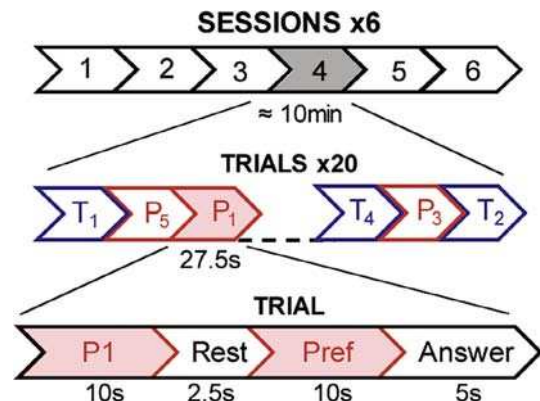 SESSIONS x6
1 2 3 4 5 6
≈ 10min
TRIALS x20
T₁ P₅ P₁ T₄ P₃ T₂
27.5s
TRIAL
P1 Rest Pref Answer
10s 2.5s 10s 5s